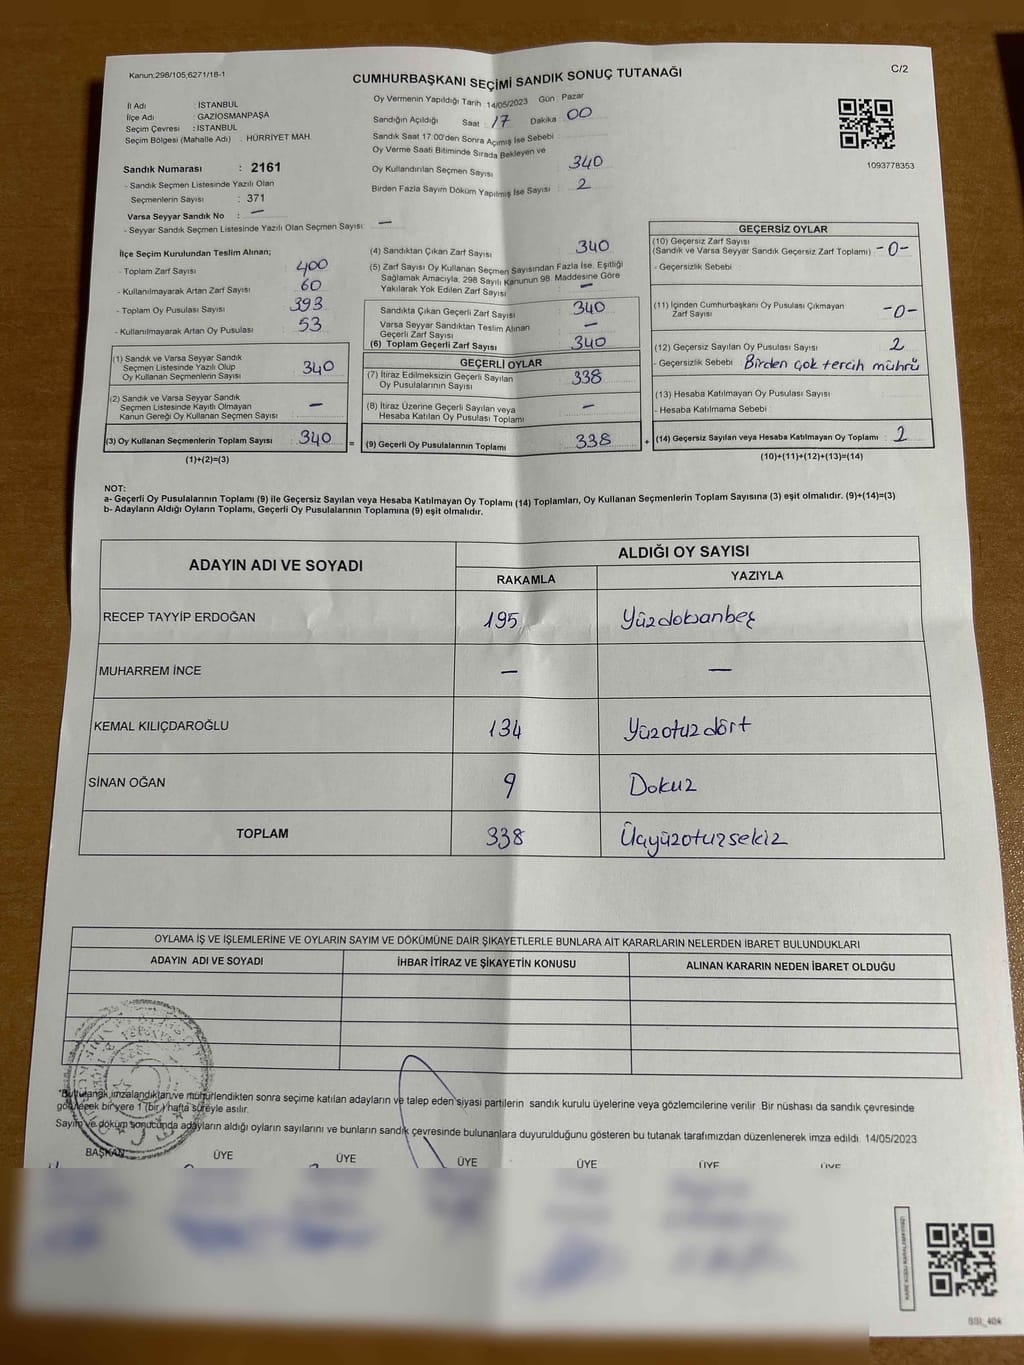 Kanun;298/105,6271/18-1
CUMHURBAŞKANI SEÇİMİ SANDIK SONUÇ TUTANAĞI
C/2
İl Adı : İSTANBUL
İlçe Adı : GAZİOSMANPAŞA
Seçim Çevresi : İSTANBUL
Seçim Bölgesi (Mahalle Adı) : HÜRRİYET MAH.
Sandık Numarası : 2161
- Sandık Seçmen Listesinde Yazılı Olan
Seçmenlerin Sayısı : 371
Varsa Seyyar Sandık No : —
- Seyyar Sandık Seçmen Listesinde Yazılı Olan Seçmen Sayısı: —
Oy Vermenin Yapıldığı Tarih 14/05/2023 Gün : Pazar
Sandığın Açıldığı Saat : 17 Dakika : 00
Sandık Saat 17:00'den Sonra Açımış İse Sebebi :
Oy Verme Saati Bitiminde Sırada Bekleyen ve
Oy Kullandırılan Seçmen Sayısı : 340
Birden Fazla Sayım Döküm Yapılmış İse Sayısı : 2
1093778353
İlçe Seçim Kurulundan Teslim Alınan;
- Toplam Zarf Sayısı : 400
- Kullanılmayarak Artan Zarf Sayısı : 60
- Toplam Oy Pusulası Sayısı : 393
- Kullanılmayarak Artan Oy Pusulası : 53
(1) Sandık ve Varsa Seyyar Sandık
Seçmen Listesinde Yazılı Olup
Oy Kullanan Seçmenlerin Sayısı : 340
(2) Sandık ve Varsa Seyyar Sandık
Seçmen Listesinde Kayıtlı Olmayan
Kanun Gereği Oy Kullanan Seçmen Sayısı : —
(3) Oy Kullanan Seçmenlerin Toplam Sayısı : 340 =
(1)+(2)=(3)
(4) Sandıktan Çıkan Zarf Sayısı : 340
(5) Zarf Sayısı Oy Kullanan Seçmen Sayısından Fazla İse, Eşitliği
Sağlamak Amacıyla, 298 Sayılı Kanunun 98. Maddesine Göre
Yakılarak Yok Edilen Zarf Sayısı : —
Sandıkta Çıkan Geçerli Zarf Sayısı : 340
Varsa Seyyar Sandıktan Teslim Alınan
Geçerli Zarf Sayısı : —
(6) Toplam Geçerli Zarf Sayısı : 340
GEÇERLİ OYLAR
(7) İtiraz Edilmeksizin Geçerli Sayılan
Oy Pusulalarının Sayısı : 338
(8) İtiraz Üzerine Geçerli Sayılan veya
Hesaba Katılan Oy Pusulası Toplamı : —
(9) Geçerli Oy Pusulalarının Toplamı : 338 +
GEÇERSİZ OYLAR
(10) Geçersiz Zarf Sayısı
(Sandık ve Varsa Seyyar Sandık Geçersiz Zarf Toplamı) : -0-
- Geçersizlik Sebebi :
(11) İçinden Cumhurbaşkanı Oy Pusulası Çıkmayan
Zarf Sayısı : -0-
(12) Geçersiz Sayılan Oy Pusulası Sayısı : 2
- Geçersizlik Sebebi : Birden çok tercih mührü
(13) Hesaba Katılmayan Oy Pusulası Sayısı :
- Hesaba Katılmama Sebebi :
(14) Geçersiz Sayılan veya Hesaba Katılmayan Oy Toplamı : 2
(10)+(11)+(12)+(13)=(14)
NOT:
a- Geçerli Oy Pusulalarının Toplamı (9) ile Geçersiz Sayılan veya Hesaba Katılmayan Oy Toplamı (14) Toplamları, Oy Kullanan Seçmenlerin Toplam Sayısına (3) eşit olmalıdır. (9)+(14)=(3)
b- Adayların Aldığı Oyların Toplamı, Geçerli Oy Pusulalarının Toplamına (9) eşit olmalıdır.
ADAYIN ADI VE SOYADI
ALDIĞI OY SAYISI
RAKAMLA YAZIYLA
RECEP TAYYİP ERDOĞAN 195 Yüzdoksanbeş
MUHARREM İNCE — —
KEMAL KILIÇDAROĞLU 134 Yüzotuzdört
SİNAN OĞAN 9 Dokuz
TOPLAM 338 Üçyüzotuzsekiz
OYLAMA İŞ VE İŞLEMLERİNE VE OYLARIN SAYIM VE DÖKÜMÜNE DAİR ŞİKAYETLERLE BUNLARA AİT KARARLARIN NELERDEN İBARET BULUNDUKLARI
ADAYIN ADI VE SOYADI İHBAR İTİRAZ VE ŞİKAYETİN KONUSU ALINAN KARARIN NEDEN İBARET OLDUĞU
*Bu tutanak, imzalandıktan ve mühürlendikten sonra seçime katılan adayların ve talep eden siyasi partilerin sandık kurulu üyelerine veya gözlemcilerine verilir. Bir nüshası da sandık çevresinde
görülecek bir yere 1 (bir) hafta süreyle asılır.
Sayım ve döküm sonucunda adayların aldığı oyların sayılarını ve bunların sandık çevresinde bulunanlara duyurulduğunu gösteren bu tutanak tarafımızdan düzenlenerek imza edildi. 14/05/2023
BAŞKAN ÜYE ÜYE ÜYE ÜYE ÜYE ÜYE
SSI_404